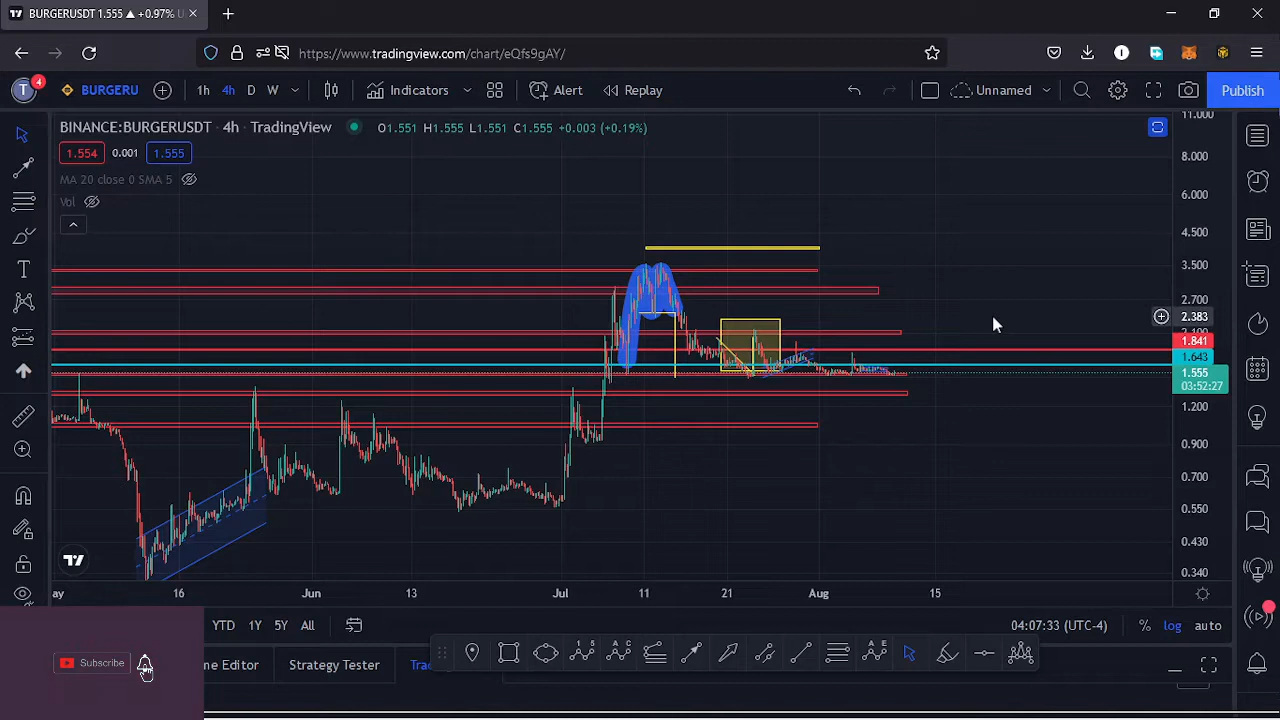 BURGERUSDT 1.555 ▲ +0.97% U
https://www.tradingview.com/chart/eQfs9gAY/
4
T
BURGERU
1h
4h
D
W
Indicators
Alert
Replay
Unnamed
Publish
BINANCE:BURGERUSDT · 4h · TradingView
O1.551 H1.555 L1.551 C1.555 +0.003 (+0.19%)
1.554
0.001
1.555
MA 20 close 0 SMA 5
Vol
11.000
8.000
6.000
4.500
3.500
2.700
2.383
1.841
1.643
1.555
03:52:27
1.200
0.900
0.700
0.550
0.430
0.340
ay
16
Jun
13
Jul
11
21
Aug
15
YTD
1Y
5Y
All
04:07:33 (UTC-4)
%
log
auto
Subscribe
ne Editor
Strategy Tester
Trac